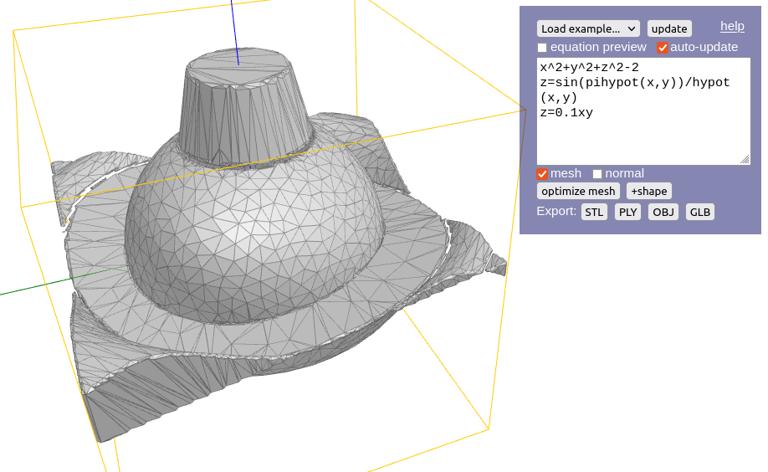 Load example... update help
equation preview auto-update
x^2+y^2+z^2-2
z=sin(pihypot(x,y))/hypot
(x,y)
z=0.1xy
mesh normal
optimize mesh +shape
Export: STL PLY OBJ GLB